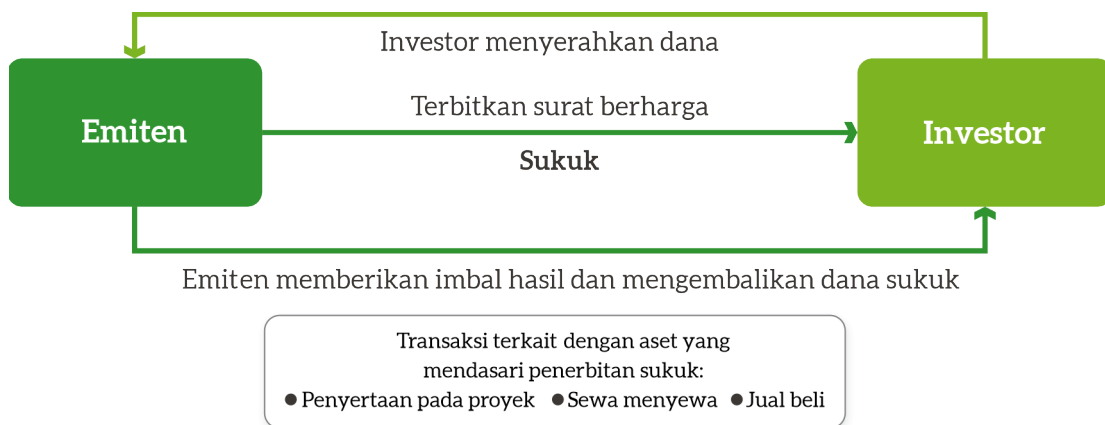 Investor menyerahkan dana
Emiten
Terbitkan surat berharga
Sukuk
Investor
Emiten memberikan imbal hasil dan mengembalikan dana sukuk
Transaksi terkait dengan aset yang
mendasari penerbitan sukuk:
● Penyertaan pada proyek ● Sewa menyewa ● Jual beli